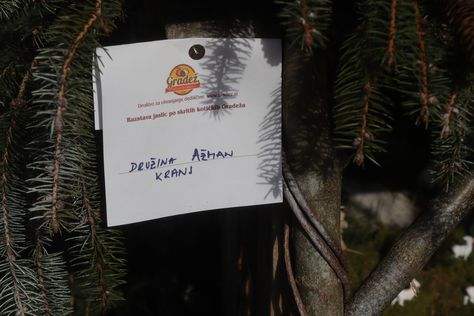 Gradež
Društvo za ohranjanje dediščine
Razstava jaslic po skritih kotičkih Gradeža
DRUŽINA AŽMAN
KRANJ